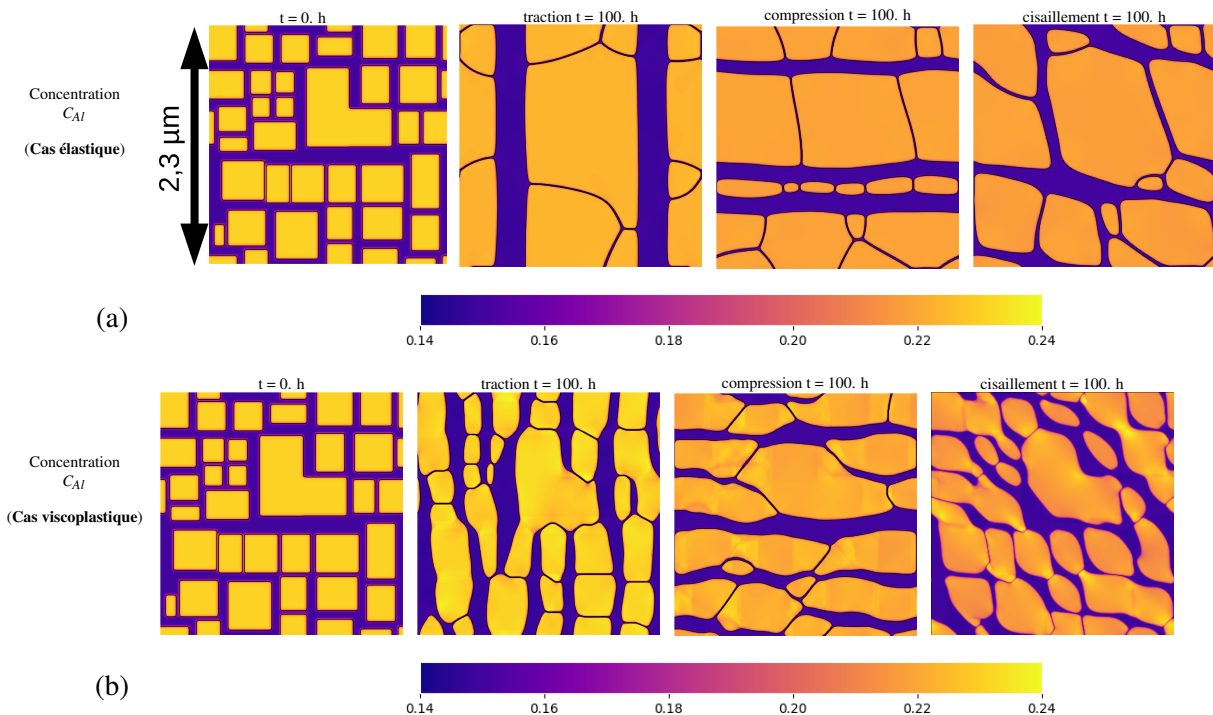 t = 0. h
traction t = 100. h
compression t = 100. h
cisaillement t = 100. h
Concentration
C_Al
(Cas élastique)
2,3 µm
(a)
0.14 0.16 0.18 0.20 0.22 0.24
t = 0. h
traction t = 100. h
compression t = 100. h
cisaillement t = 100. h
Concentration
C_Al
(Cas viscoplastique)
(b)
0.14 0.16 0.18 0.20 0.22 0.24